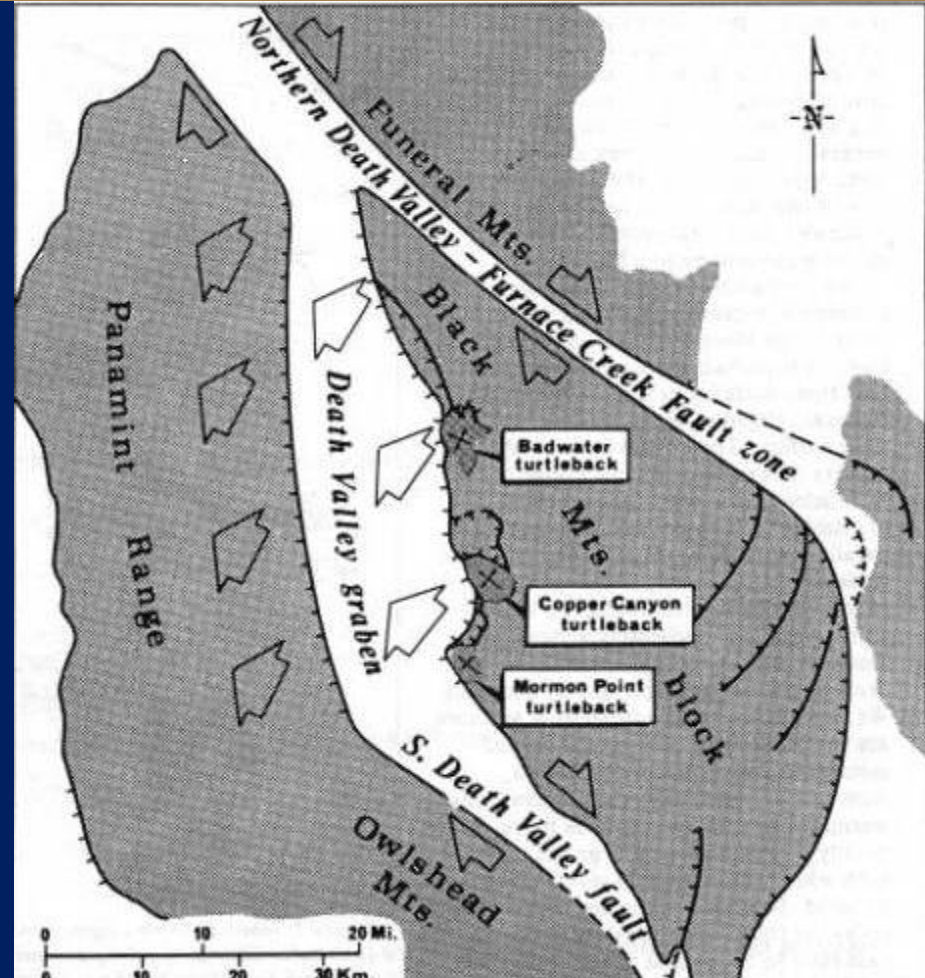 Northern Death Valley - Furnace Creek Fault zone
Funeral Mts.
-N-
Black
Mts.
block
Panamint
Range
Death Valley graben
Badwater
turtleback
Copper Canyon
turtleback
Mormon Point
turtleback
S. Death Valley fault
Owlshead
Mts.
0 10 20 Mi.
0 20 30 Km.